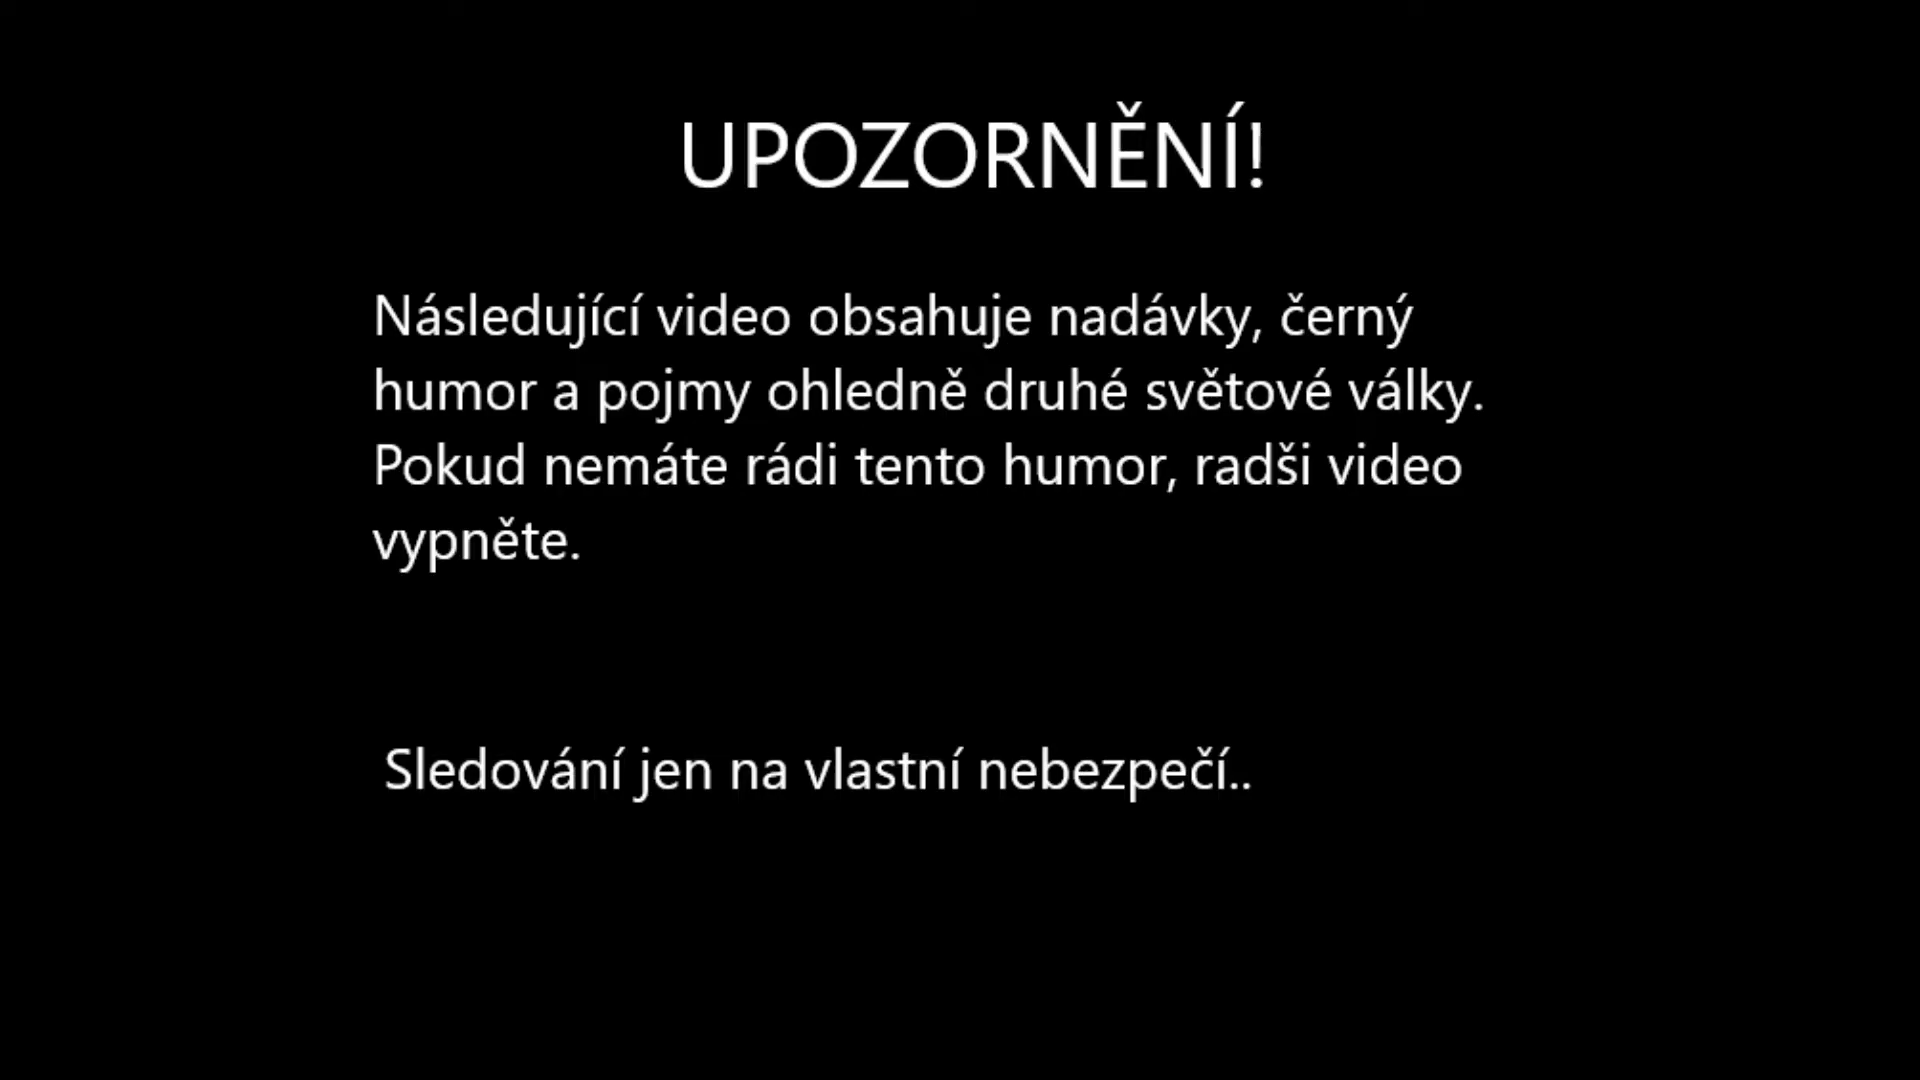 UPOZORNĚNÍ!
Následující video obsahuje nadávky, černý
humor a pojmy ohledně druhé světové války.
Pokud nemáte rádi tento humor, radši video
vypněte.
Sledování jen na vlastní nebezpečí..